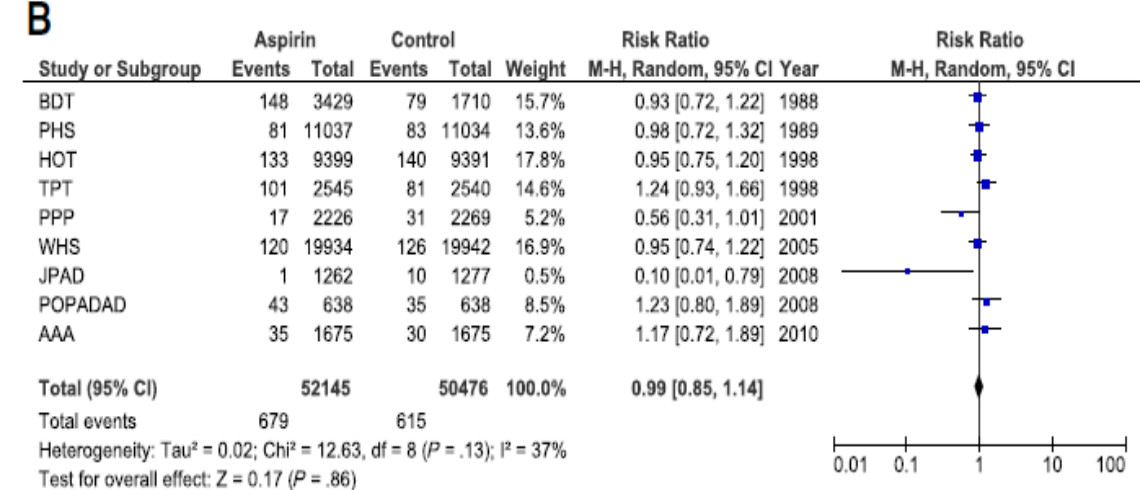 B
Aspirin Control Risk Ratio Risk Ratio
Study or Subgroup Events Total Events Total Weight M-H, Random, 95% CI Year M-H, Random, 95% CI
BDT 148 3429 79 1710 15.7% 0.93 [0.72, 1.22] 1988
PHS 81 11037 83 11034 13.6% 0.98 [0.72, 1.32] 1989
HOT 133 9399 140 9391 17.8% 0.95 [0.75, 1.20] 1998
TPT 101 2545 81 2540 14.6% 1.24 [0.93, 1.66] 1998
PPP 17 2226 31 2269 5.2% 0.56 [0.31, 1.01] 2001
WHS 120 19934 126 19942 16.9% 0.95 [0.74, 1.22] 2005
JPAD 1 1262 10 1277 0.5% 0.10 [0.01, 0.79] 2008
POPADAD 43 638 35 638 8.5% 1.23 [0.80, 1.89] 2008
AAA 35 1675 30 1675 7.2% 1.17 [0.72, 1.89] 2010
Total (95% CI) 52145 50476 100.0% 0.99 [0.85, 1.14]
Total events 679 615
Heterogeneity: Tau² = 0.02; Chi² = 12.63, df = 8 (P = .13); I² = 37%
0.01 0.1 1 10 100
Test for overall effect: Z = 0.17 (P = .86)